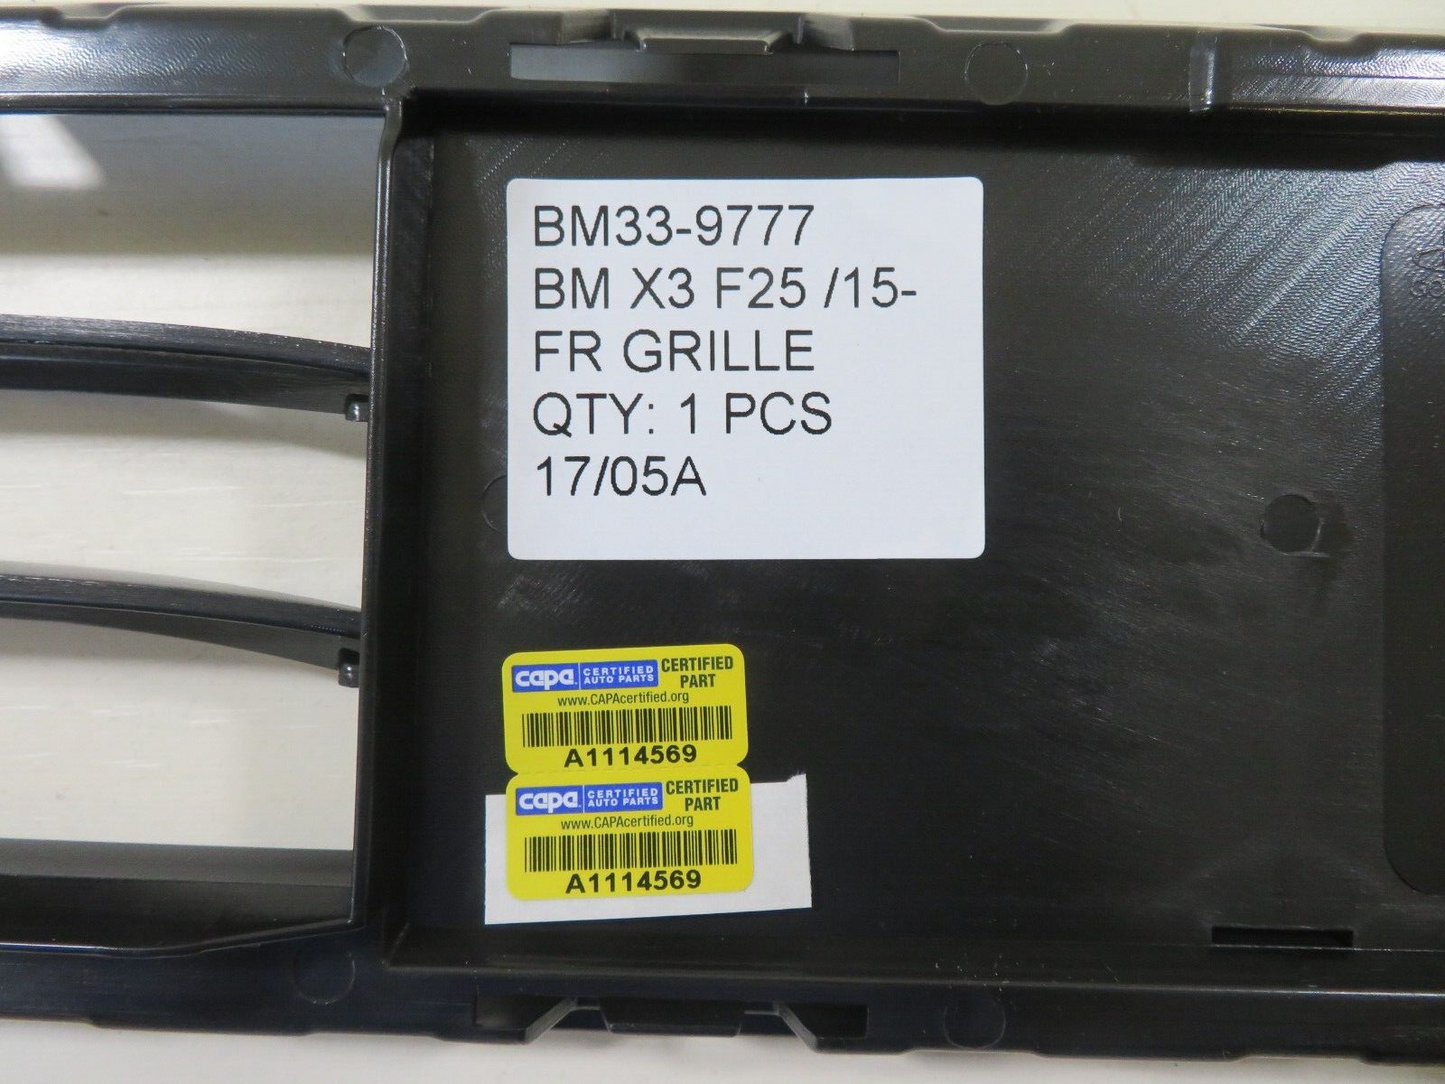 BM33-9777
BM X3 F25 /15-
FR GRILLE
QTY: 1 PCS
17/05A
capa CERTIFIED AUTO PARTS CERTIFIED PART
www.CAPAcertified.org
A1114569
capa CERTIFIED AUTO PARTS CERTIFIED PART
www.CAPAcertified.org
A1114569